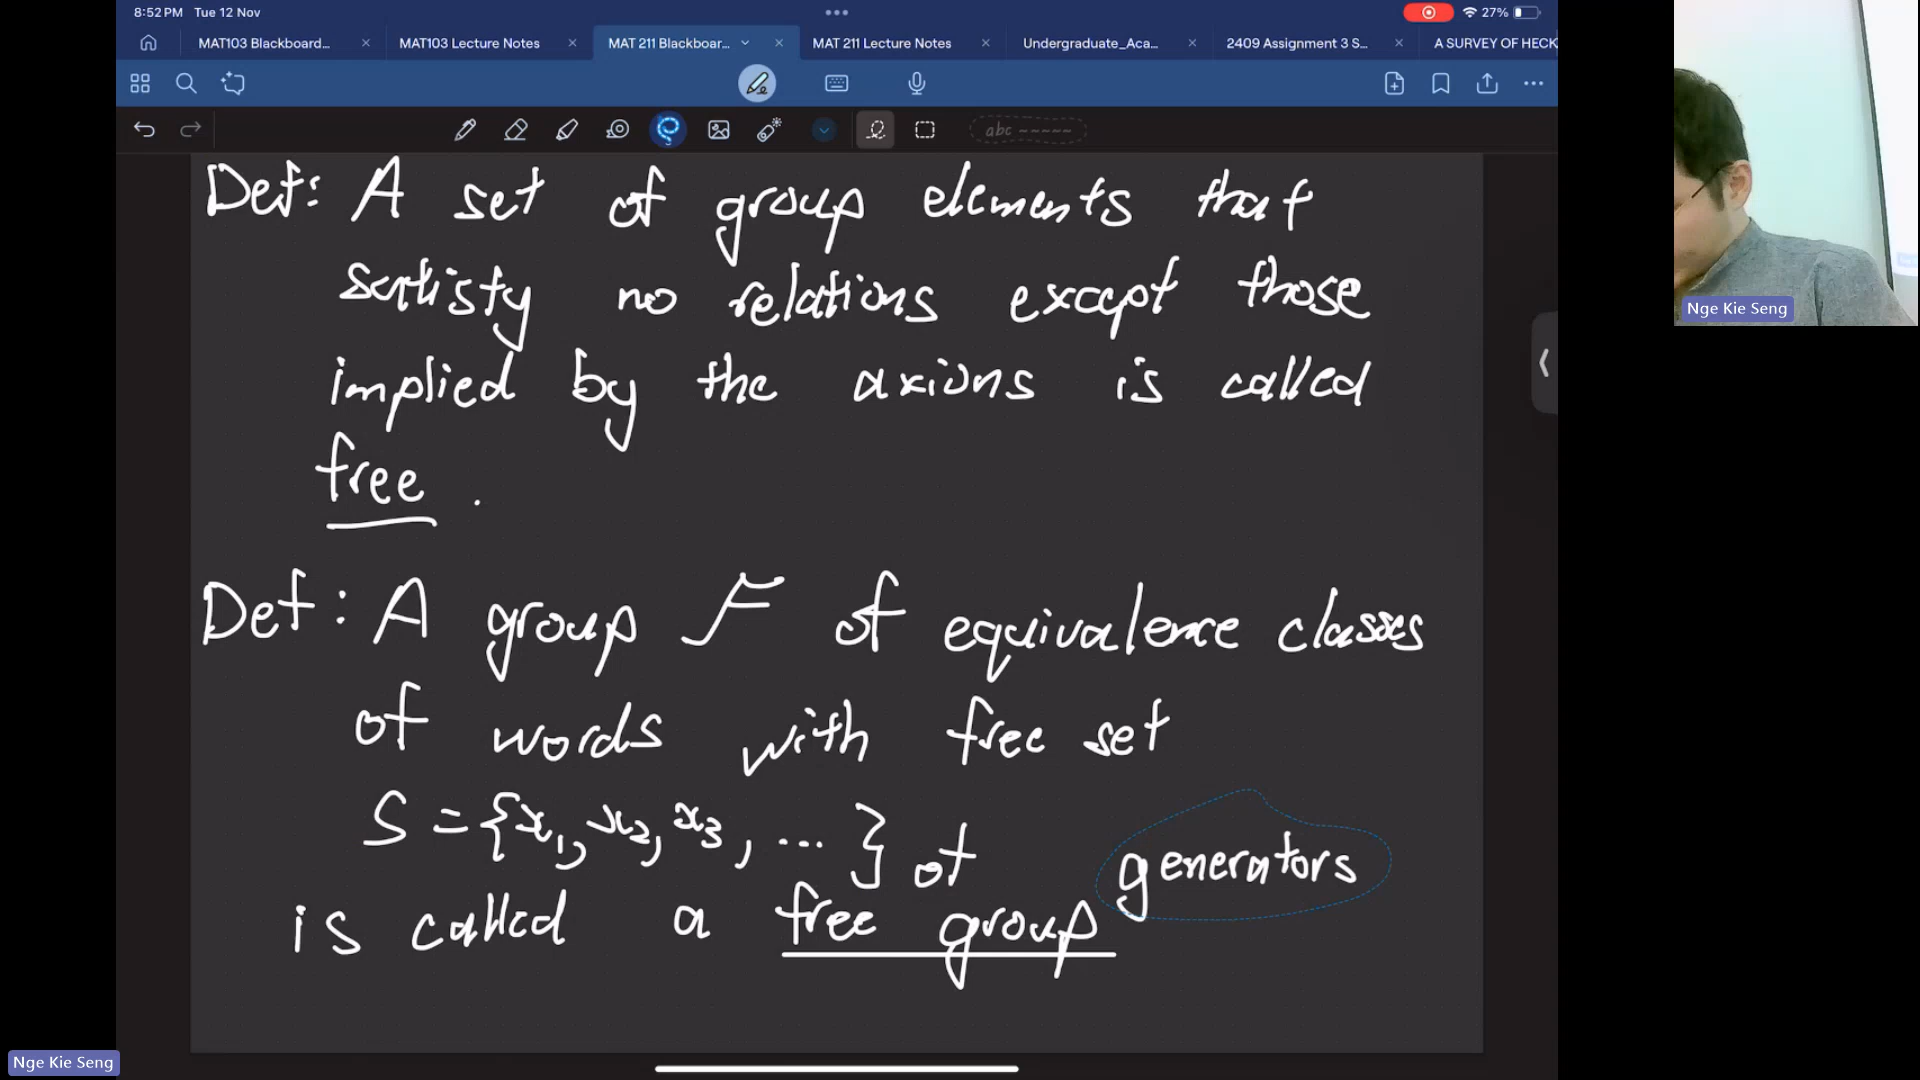 8:52 PM Tue 12 Nov
27%
MAT103 Blackboard...
MAT103 Lecture Notes
MAT 211 Blackboar...
MAT 211 Lecture Notes
Undergraduate_Aca...
2409 Assignment 3 S...
A SURVEY OF HECK
abc
Def: A set of group elements that
satisfy no relations except those
implied by the axions is called
free.
Def: A group F of equivalence classes
of words with free set
S = {x₁, x₂, x₃, ... } of generators
is called a free group
Nge Kie Seng
Nge Kie Seng